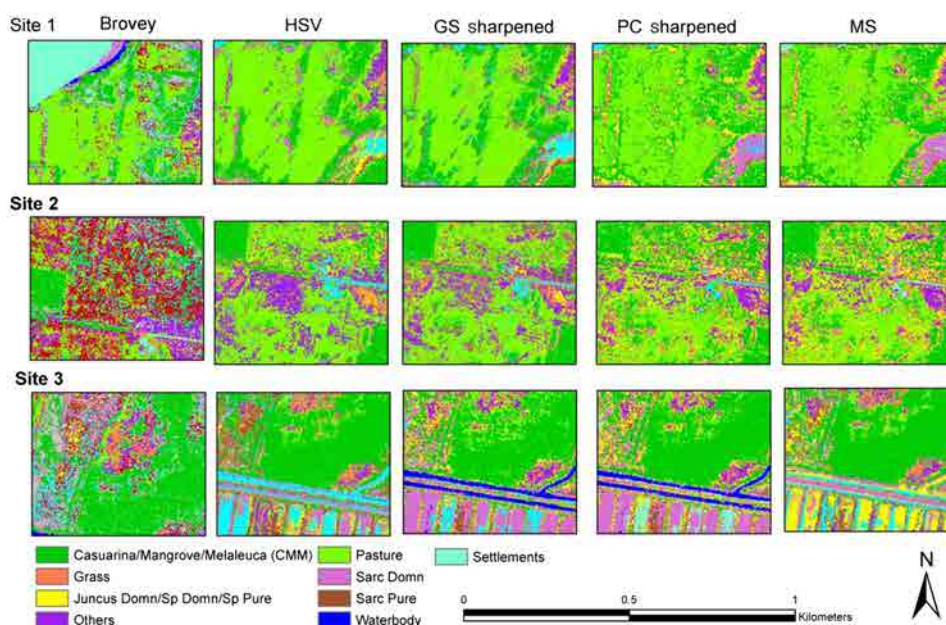 Site 1 Brovey HSV GS sharpened PC sharpened MS
Site 2
Site 3
Casuarina/Mangrove/Melaleuca (CMM) Pasture Settlements
Grass Sarc Domn
Juncus Domn/Sp Domn/Sp Pure Sarc Pure
Others Waterbody
0 0.5 1
Kilometers
N